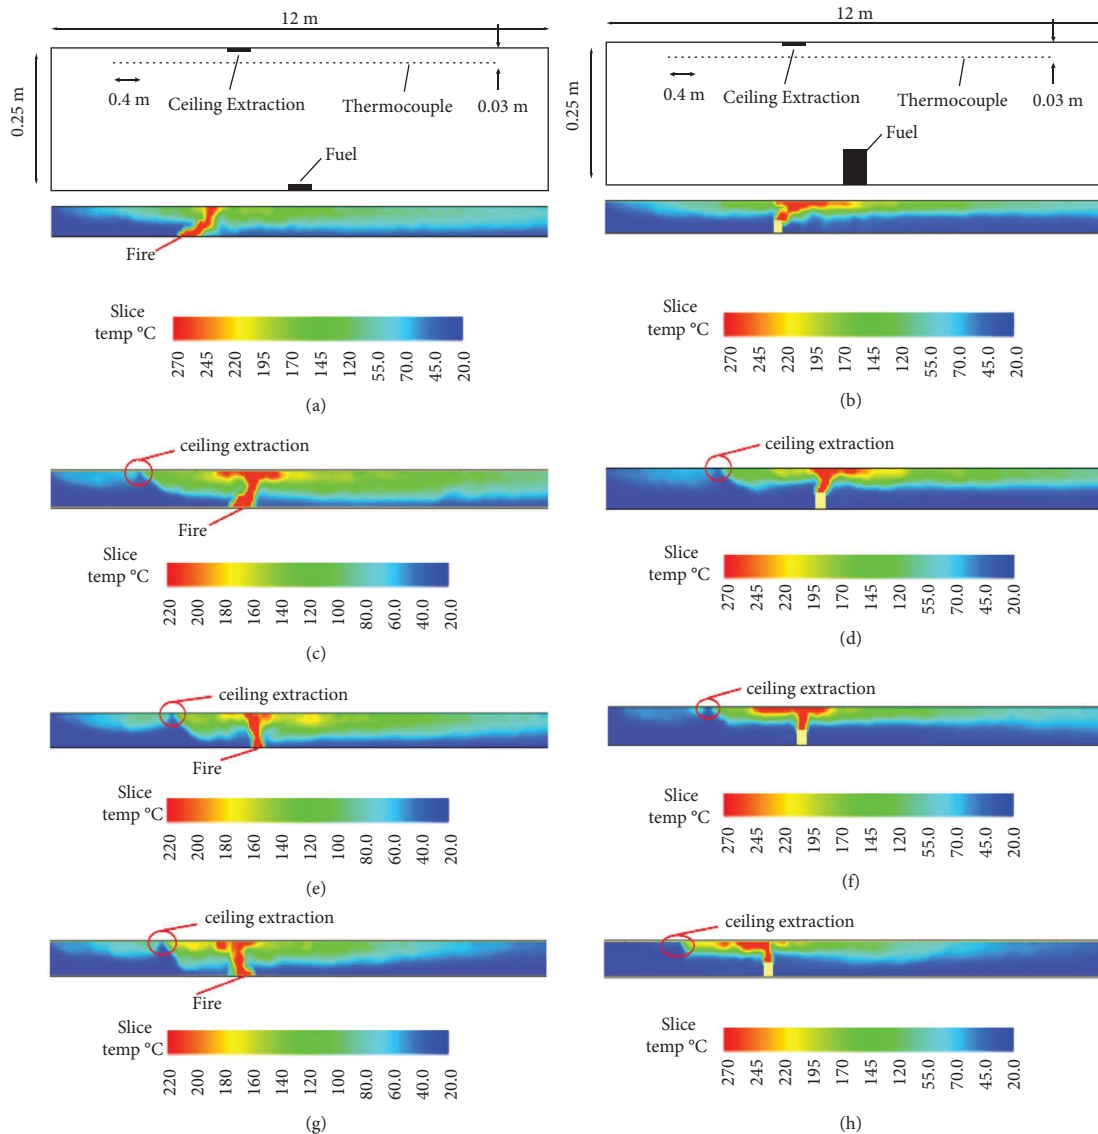 12 m
0.25 m
0.4 m
Ceiling Extraction
Thermocouple
0.03 m
Fuel
Fire
Slice
temp °C
270 245 220 195 170 145 120 55.0 70.0 45.0 20.0
(a)
12 m
0.25 m
0.4 m
Ceiling Extraction
Thermocouple
0.03 m
Fuel
Slice
temp °C
270 245 220 195 170 145 120 55.0 70.0 45.0 20.0
(b)
ceiling extraction
Fire
Slice
temp °C
220 200 180 160 140 120 100 80.0 60.0 40.0 20.0
(c)
ceiling extraction
Slice
temp °C
270 245 220 195 170 145 120 55.0 70.0 45.0 20.0
(d)
ceiling extraction
Fire
Slice
temp °C
220 200 180 160 140 120 100 80.0 60.0 40.0 20.0
(e)
ceiling extraction
Slice
temp °C
270 245 220 195 170 145 120 55.0 70.0 45.0 20.0
(f)
ceiling extraction
Fire
Slice
temp °C
220 200 180 160 140 120 100 80.0 60.0 40.0 20.0
(g)
ceiling extraction
Slice
temp °C
270 245 220 195 170 145 120 55.0 70.0 45.0 20.0
(h)